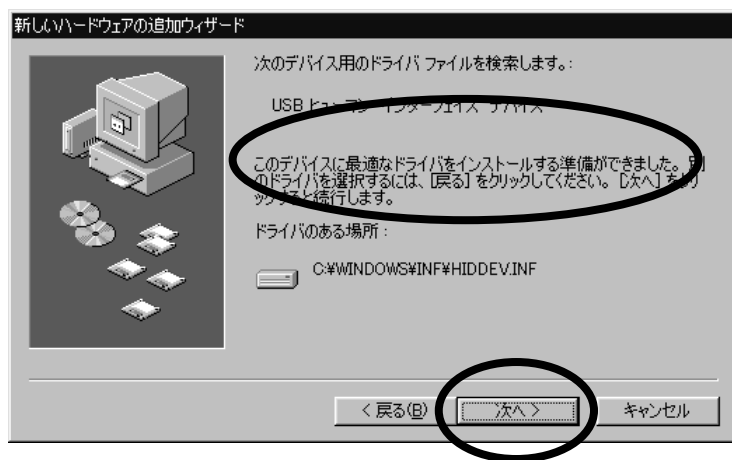 新しいハードウェアの追加ウィザード
次のデバイス用のドライバ ファイルを検索します。:
USB ヒューマン インターフェイス デバイス
このデバイスに最適なドライバをインストールする準備ができました。別
のドライバを選択するには、[戻る] をクリックしてください。[次へ] をクリ
ックすると続行します。
ドライバのある場所:
C:¥WINDOWS¥INF¥HIDDEV.INF
< 戻る(B)
次へ >
キャンセル